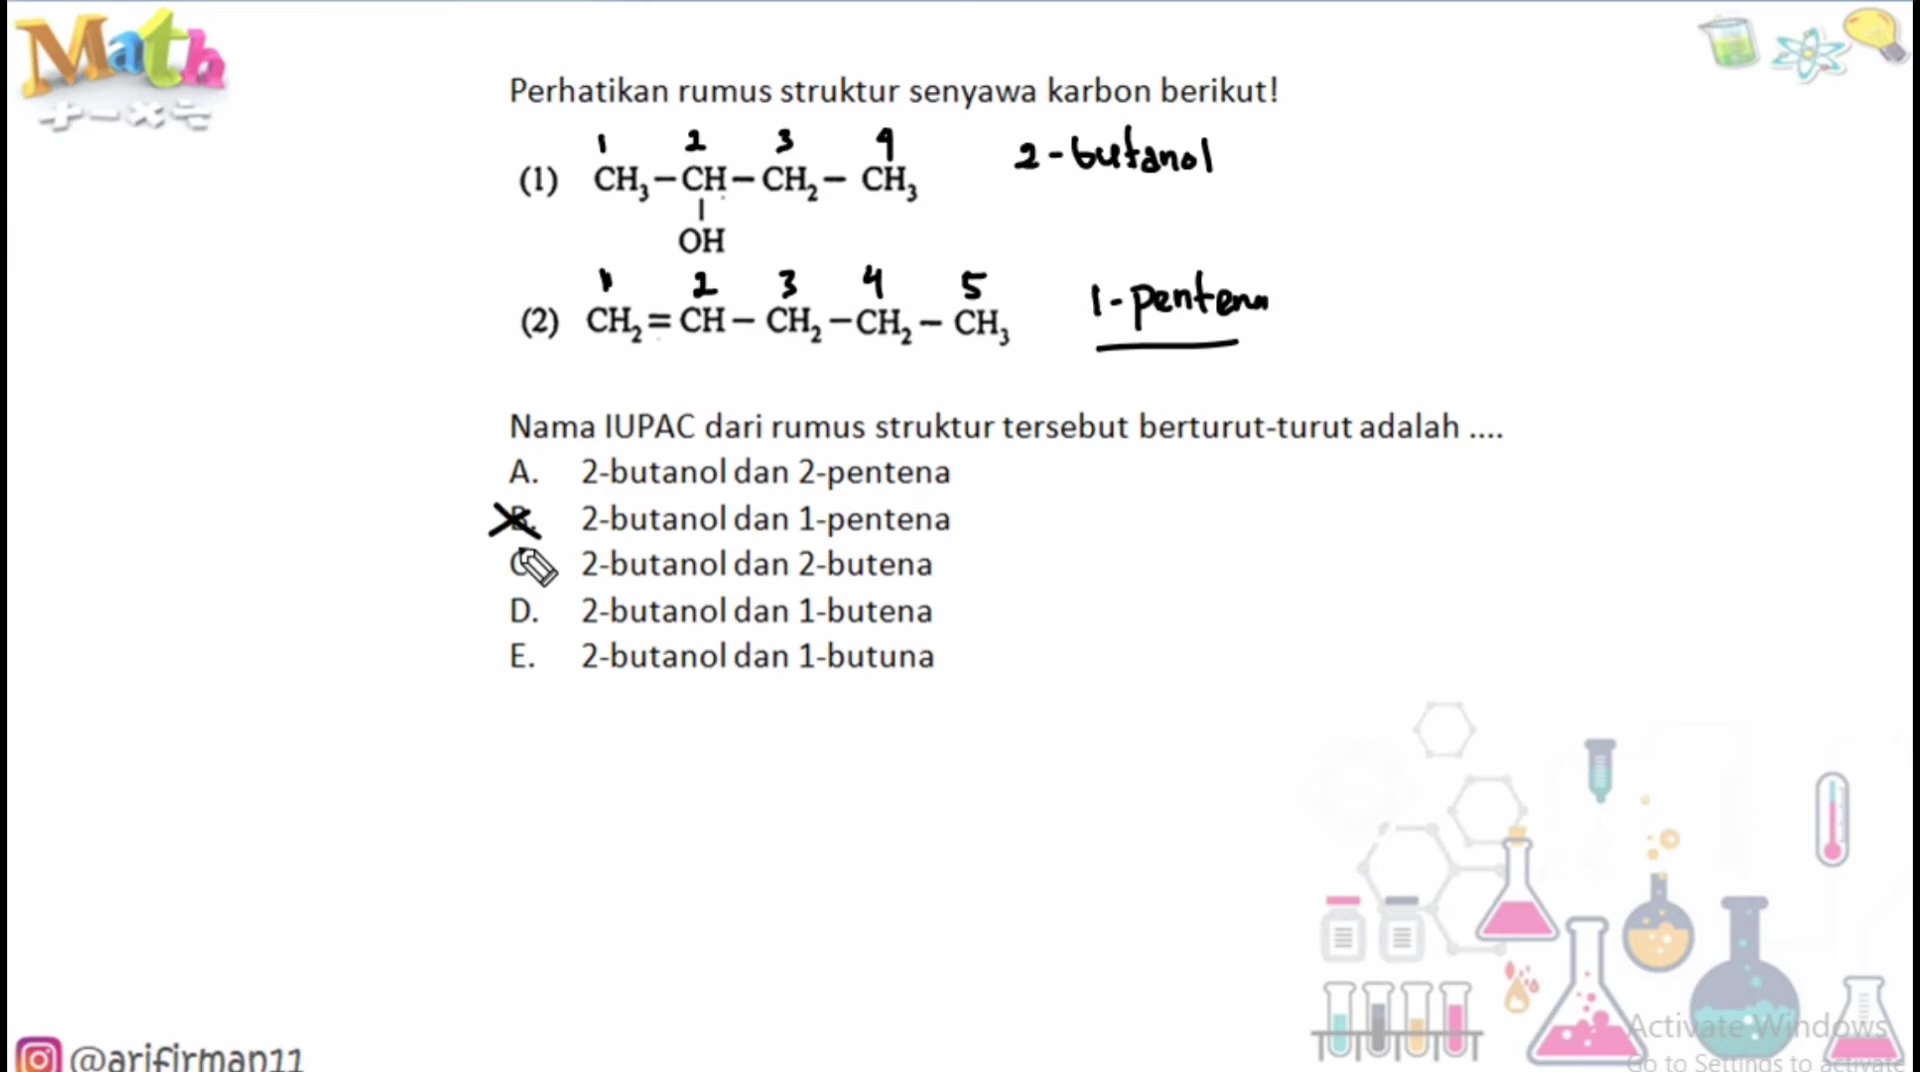 Math
+ − × ÷
Perhatikan rumus struktur senyawa karbon berikut!
1 2 3 4
(1) CH₃ – CH – CH₂ – CH₃ 2-butanol
|
OH
1 2 3 4 5
(2) CH₂ = CH – CH₂ – CH₂ – CH₃ 1-pentena
Nama IUPAC dari rumus struktur tersebut berturut-turut adalah ....
A. 2-butanol dan 2-pentena
B. 2-butanol dan 1-pentena
C 2-butanol dan 2-butena
D. 2-butanol dan 1-butena
E. 2-butanol dan 1-butuna
Activate Windows
Go to Settings to activate
@arifirman11